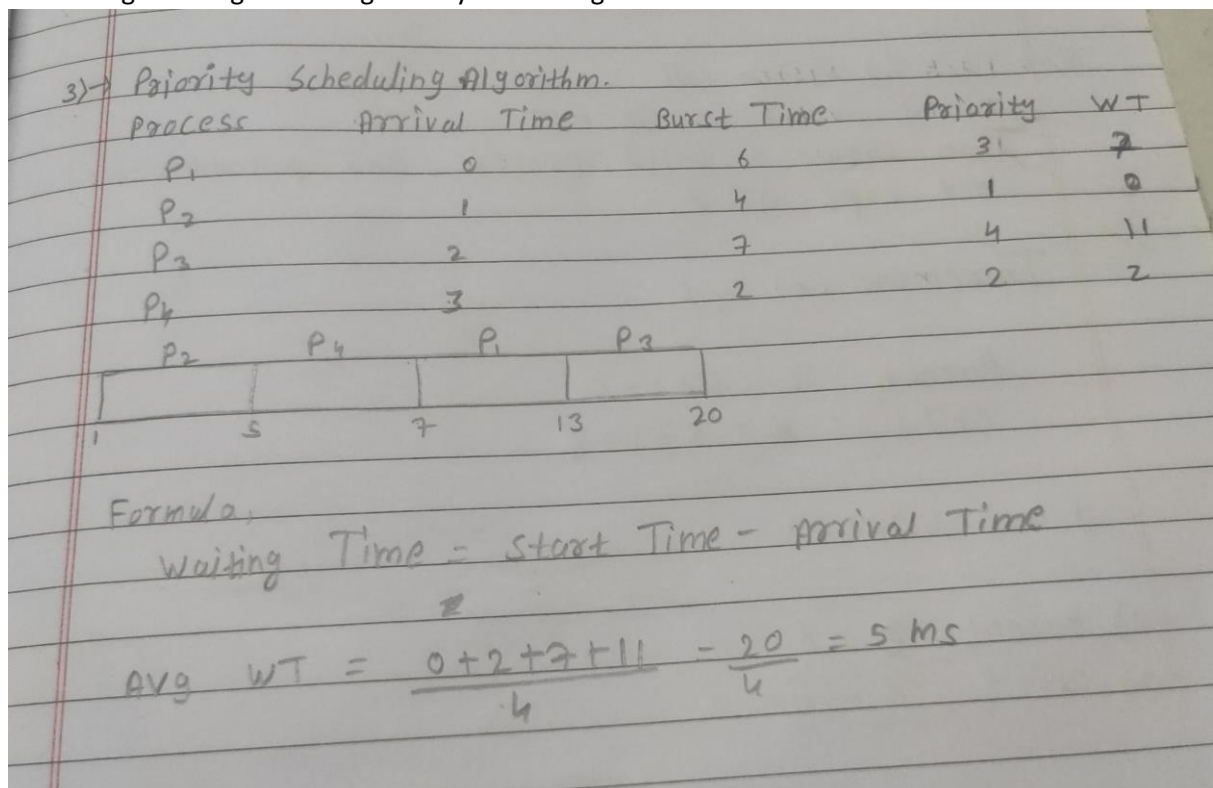 3)→ Priority Scheduling Algorithm.
Process Arrival Time Burst Time Priority WT
P1 0 6 3 7
P2 1 4 1 0
P3 2 7 4 11
P4 3 2 2 2
P2 P4 P1 P3
1 5 7 13 20
Formula,
Waiting Time = Start Time - Arrival Time
Avg WT = 0+2+7+11 / 4 = 20 / 4 = 5 ms